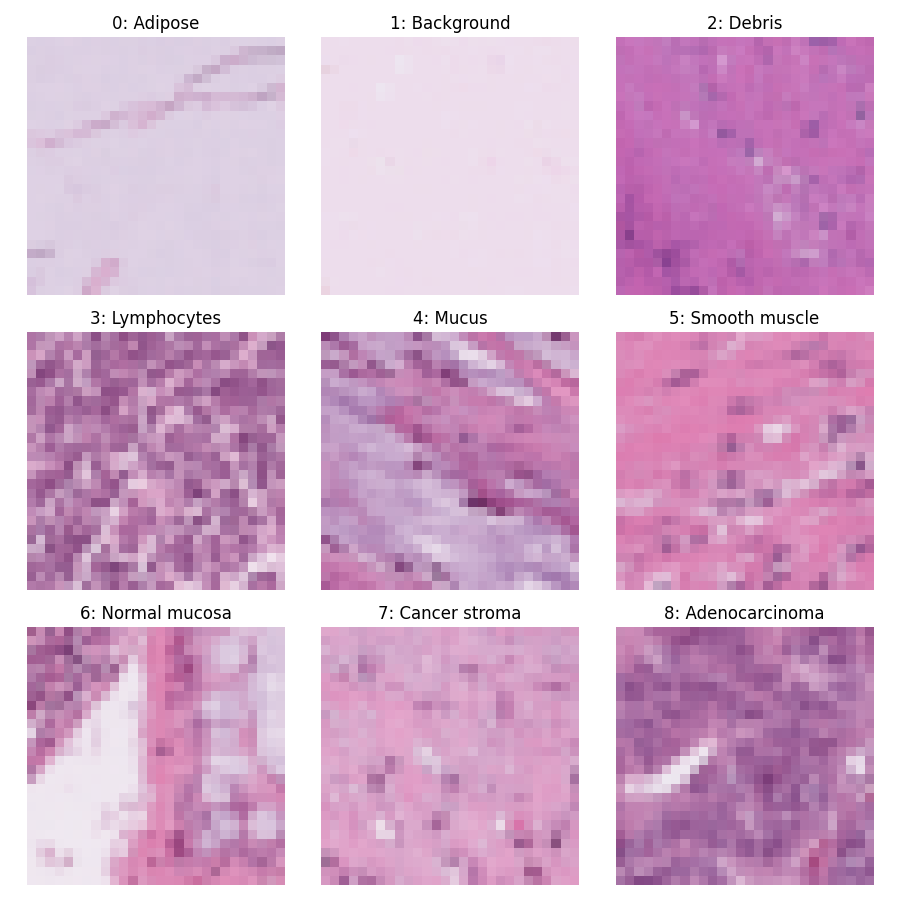 0: Adipose
1: Background
2: Debris
3: Lymphocytes
4: Mucus
5: Smooth muscle
6: Normal mucosa
7: Cancer stroma
8: Adenocarcinoma